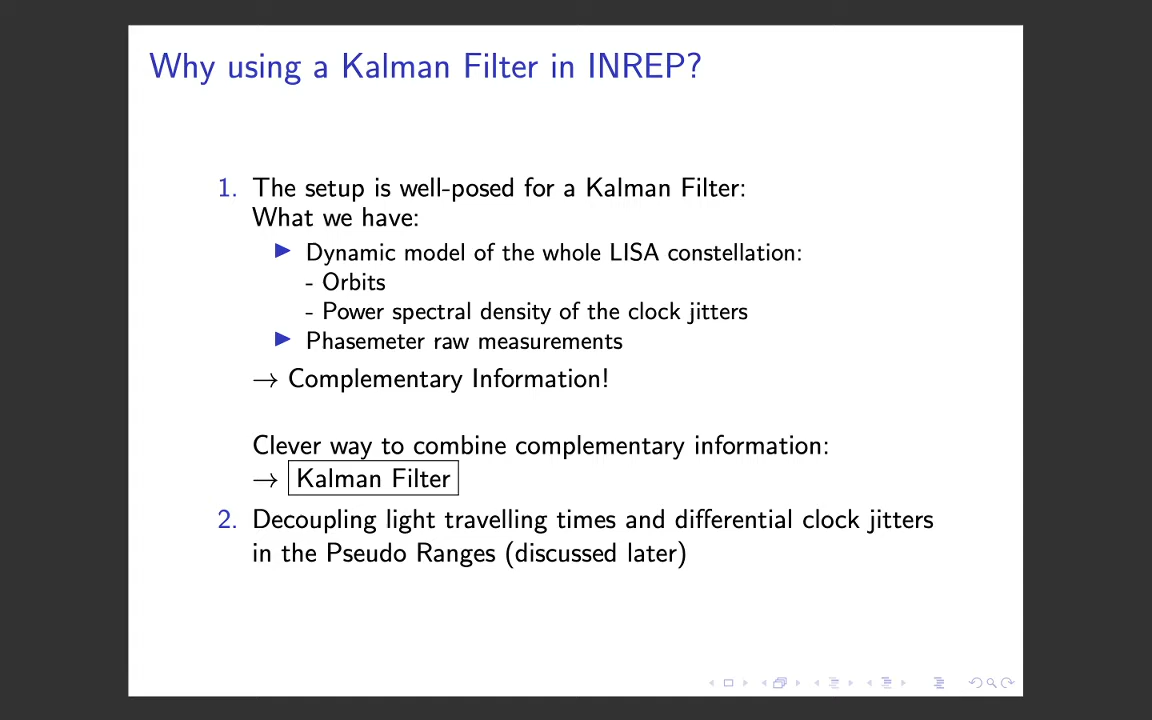 Why using a Kalman Filter in INREP?
1. The setup is well-posed for a Kalman Filter:
What we have:
▶ Dynamic model of the whole LISA constellation:
- Orbits
- Power spectral density of the clock jitters
▶ Phasemeter raw measurements
→ Complementary Information!
Clever way to combine complementary information:
→ Kalman Filter
2. Decoupling light travelling times and differential clock jitters
in the Pseudo Ranges (discussed later)